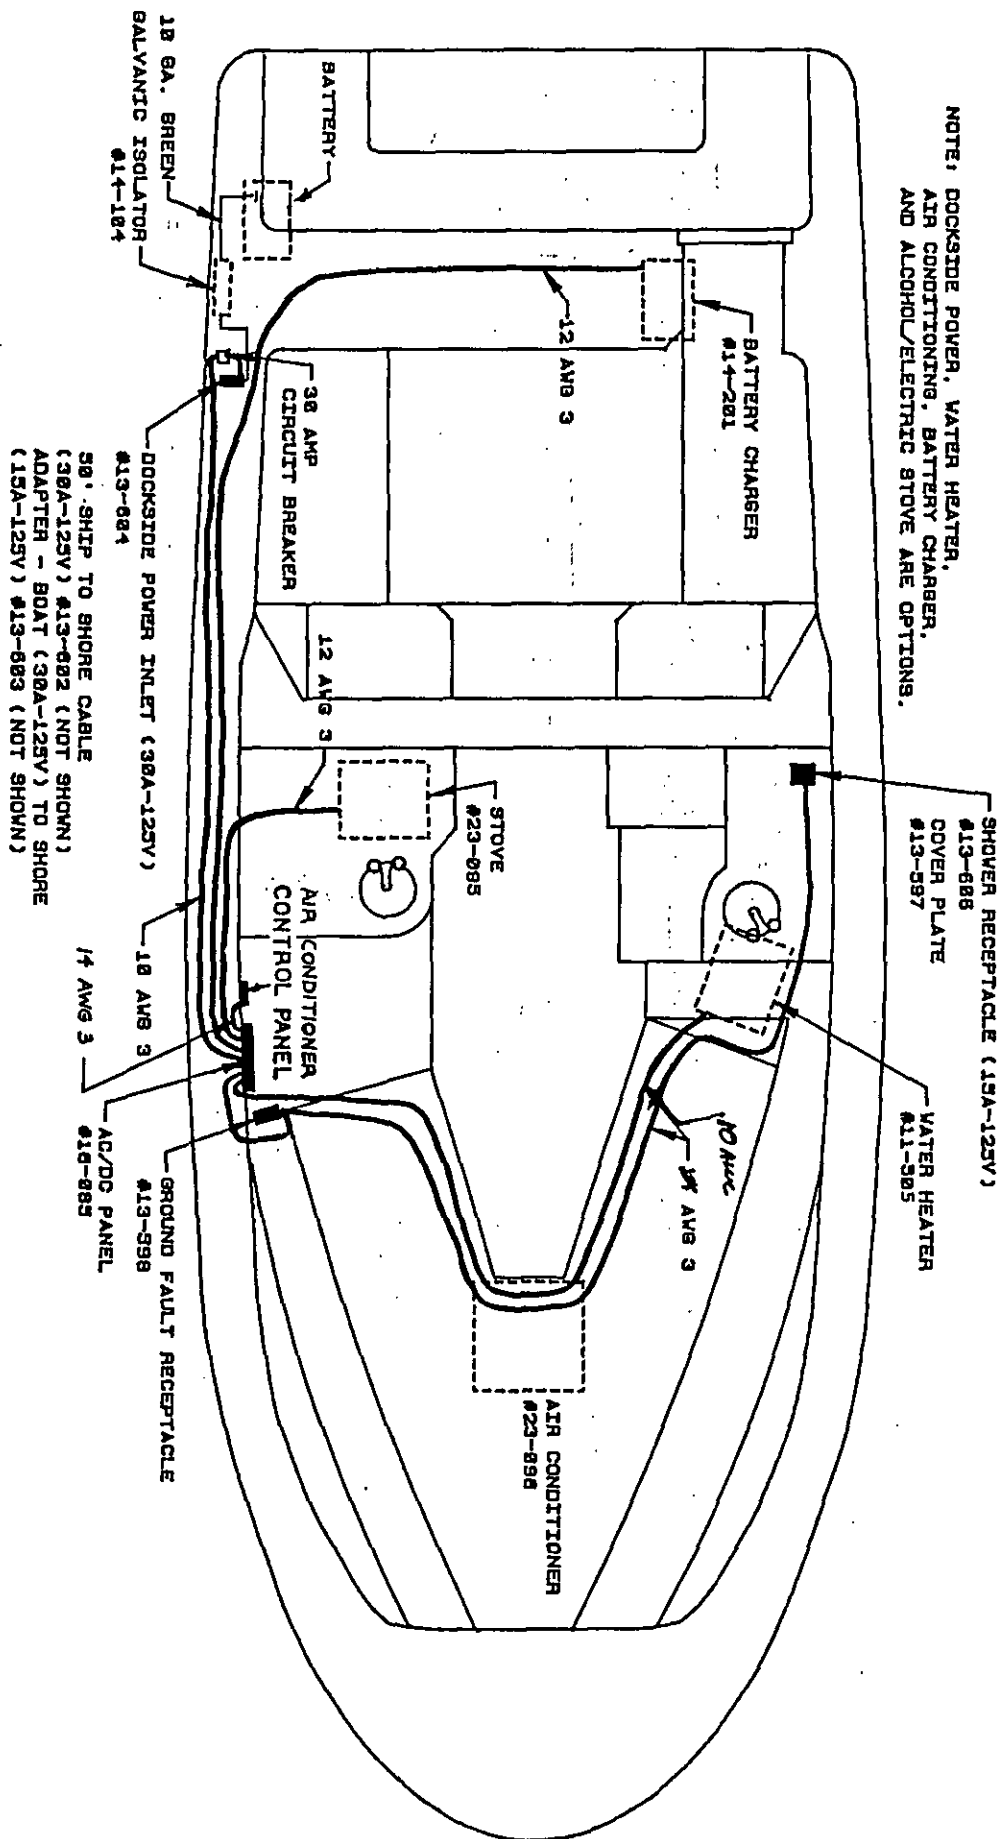 NOTE: DOCKSIDE POWER, WATER HEATER,
AIR CONDITIONING, BATTERY CHARGER,
AND ALCOHOL/ELECTRIC STOVE ARE OPTIONS.
SHOWER RECEPTACLE (15A-125V)
#13-606
COVER PLATE
#13-597
WATER HEATER
#11-305
BATTERY CHARGER
#14-201
12 AWG 3
10 AWG
AWG 3
AIR CONDITIONER
#23-096
STOVE
#23-095
BATTERY
12 AWG 3
30 AMP
CIRCUIT BREAKER
AIR CONDITIONER
CONTROL PANEL
10 GA. GREEN
GALVANIC ISOLATOR
#14-104
DOCKSIDE POWER INLET (30A-125V)
#13-604
10 AWG 3
14 AWG 3
GROUND FAULT RECEPTACLE
#13-598
AC/DC PANEL
#16-085
50' SHIP TO SHORE CABLE
(30A-125V) #13-602 (NOT SHOWN)
ADAPTER - BOAT (30A-125V) TO SHORE
(15A-125V) #13-603 (NOT SHOWN)